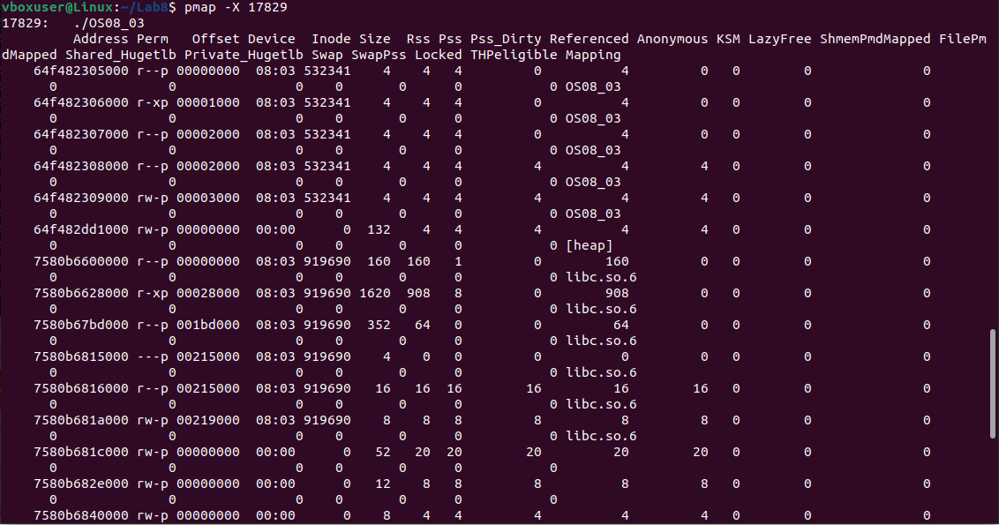 vboxuser@Linux:~/Lab8$ pmap -X 17829
17829:   ./OS08_03
         Address Perm   Offset Device  Inode Size  Rss Pss Pss_Dirty Referenced Anonymous KSM LazyFree ShmemPmdMapped FilePm
dMapped Shared_Hugetlb Private_Hugetlb Swap SwapPss Locked THPeligible Mapping
    64f482305000 r--p 00000000  08:03 532341    4    4   4         0          4         0   0        0              0
      0              0               0    0       0      0           0 OS08_03
    64f482306000 r-xp 00001000  08:03 532341    4    4   4         0          4         0   0        0              0
      0              0               0    0       0      0           0 OS08_03
    64f482307000 r--p 00002000  08:03 532341    4    4   4         0          4         0   0        0              0
      0              0               0    0       0      0           0 OS08_03
    64f482308000 r--p 00002000  08:03 532341    4    4   4         4          4         4   0        0              0
      0              0               0    0       0      0           0 OS08_03
    64f482309000 rw-p 00003000  08:03 532341    4    4   4         4          4         4   0        0              0
      0              0               0    0       0      0           0 OS08_03
    64f482dd1000 rw-p 00000000  00:00      0  132    4   4         4          4         4   0        0              0
      0              0               0    0       0      0           0 [heap]
    7580b6600000 r--p 00000000  08:03 919690  160  160   1         0        160         0   0        0              0
      0              0               0    0       0      0           0 libc.so.6
    7580b6628000 r-xp 00028000  08:03 919690 1620  908   8         0        908         0   0        0              0
      0              0               0    0       0      0           0 libc.so.6
    7580b67bd000 r--p 001bd000  08:03 919690  352   64   0         0         64         0   0        0              0
      0              0               0    0       0      0           0 libc.so.6
    7580b6815000 ---p 00215000  08:03 919690    4    0   0         0          0         0   0        0              0
      0              0               0    0       0      0           0 libc.so.6
    7580b6816000 r--p 00215000  08:03 919690   16   16  16        16         16        16   0        0              0
      0              0               0    0       0      0           0 libc.so.6
    7580b681a000 rw-p 00219000  08:03 919690    8    8   8         8          8         8   0        0              0
      0              0               0    0       0      0           0 libc.so.6
    7580b681c000 rw-p 00000000  00:00      0   52   20  20        20         20        20   0        0              0
      0              0               0    0       0      0           0
    7580b682e000 rw-p 00000000  00:00      0   12    8   8         8          8         8   0        0              0
      0              0               0    0       0      0           0
    7580b6840000 rw-p 00000000  00:00      0    8    4   4         4          4         4   0        0              0